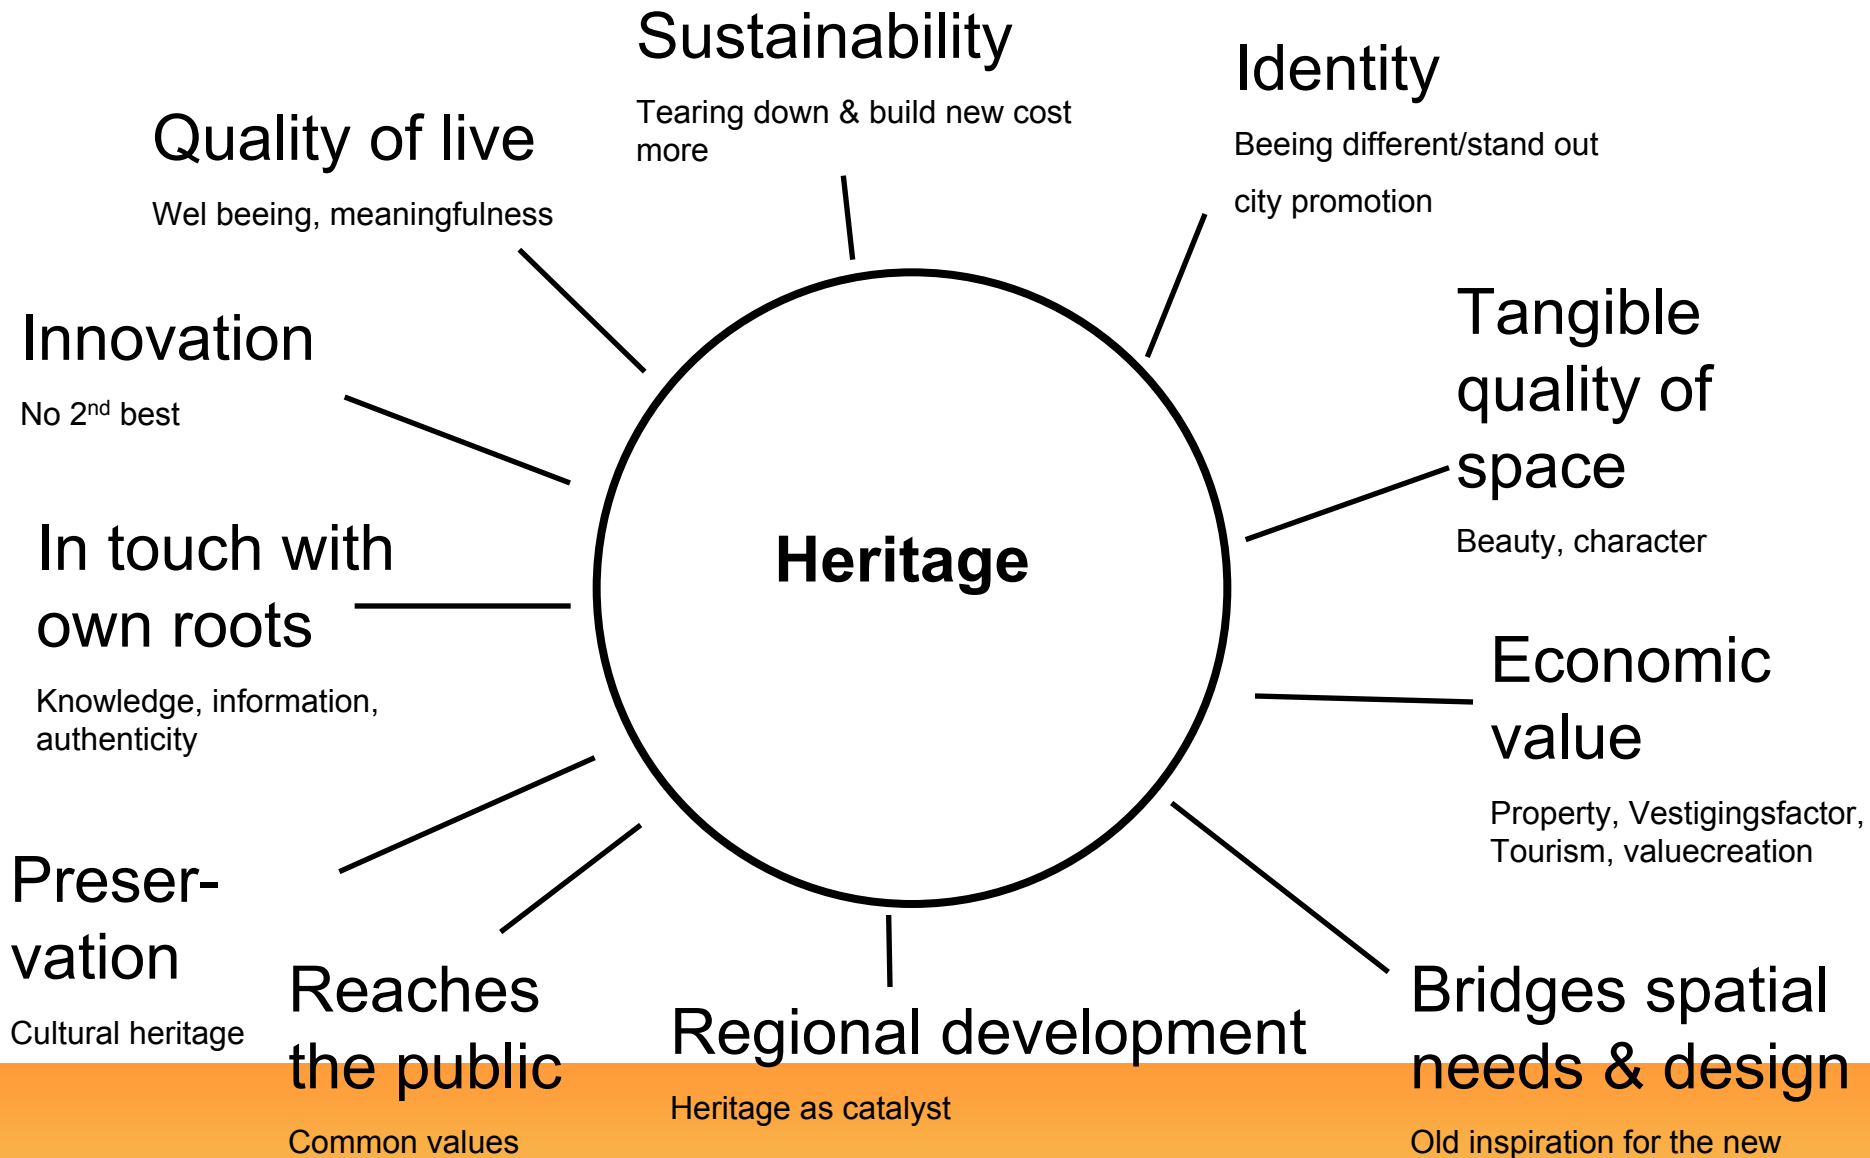 Sustainability
Tearing down & build new cost
more
Identity
Beeing different/stand out
city promotion
Quality of live
Wel beeing, meaningfulness
Tangible
quality of
space
Beauty, character
Innovation
No 2nd best
Heritage
In touch with
own roots
Knowledge, information,
authenticity
Economic
value
Property, Vestigingsfactor,
Tourism, valuecreation
Preser-
vation
Cultural heritage
Reaches
the public
Common values
Regional development
Heritage as catalyst
Bridges spatial
needs & design
Old inspiration for the new